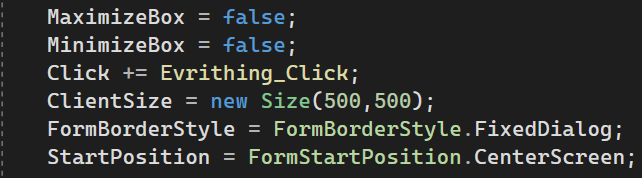 MaximizeBox = false;
MinimizeBox = false;
Click += Evrithing_Click;
ClientSize = new Size(500,500);
FormBorderStyle = FormBorderStyle.FixedDialog;
StartPosition = FormStartPosition.CenterScreen;